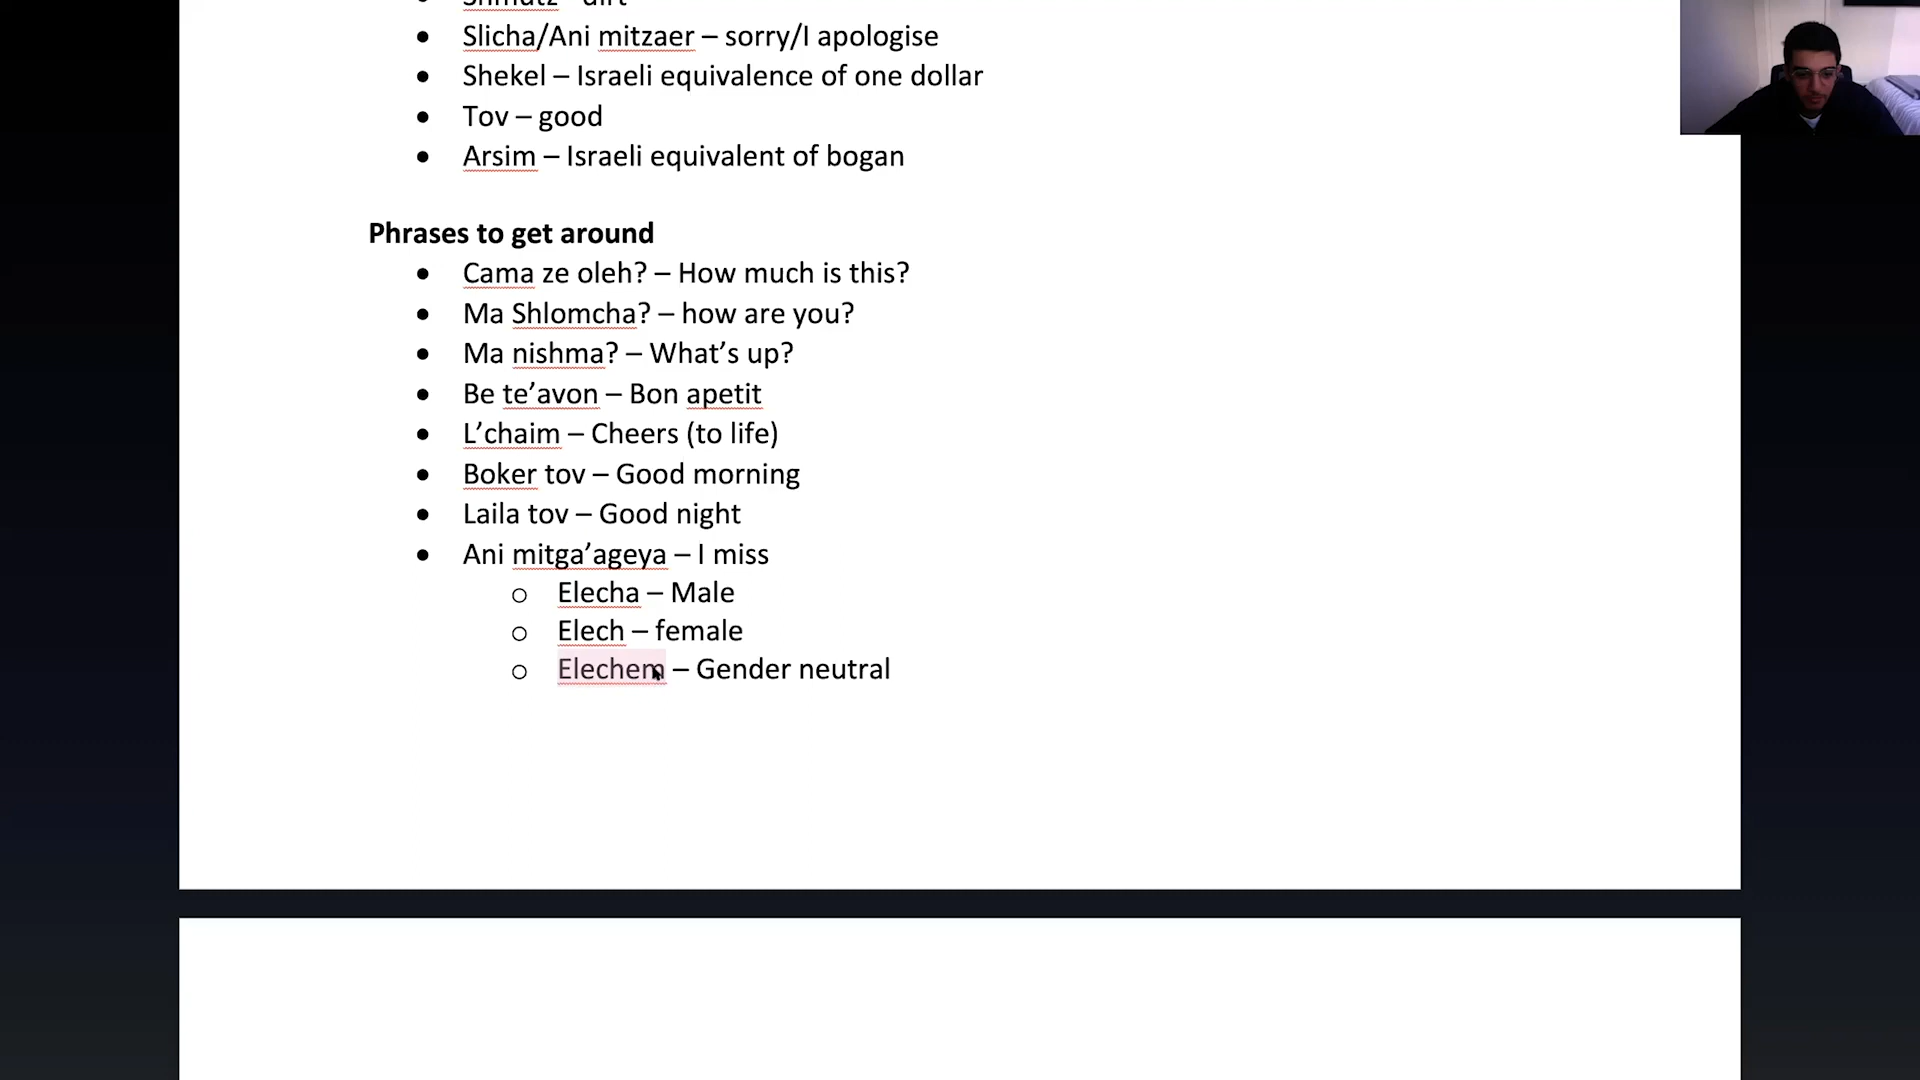 Shmutz - dirt
Slicha/Ani mitzaer – sorry/I apologise
Shekel – Israeli equivalence of one dollar
Tov – good
Arsim – Israeli equivalent of bogan
Phrases to get around
Cama ze oleh? – How much is this?
Ma Shlomcha? – how are you?
Ma nishma? – What’s up?
Be te’avon – Bon apetit
L’chaim – Cheers (to life)
Boker tov – Good morning
Laila tov – Good night
Ani mitga’ageya – I miss
Elecha – Male
Elech – female
Elechem – Gender neutral